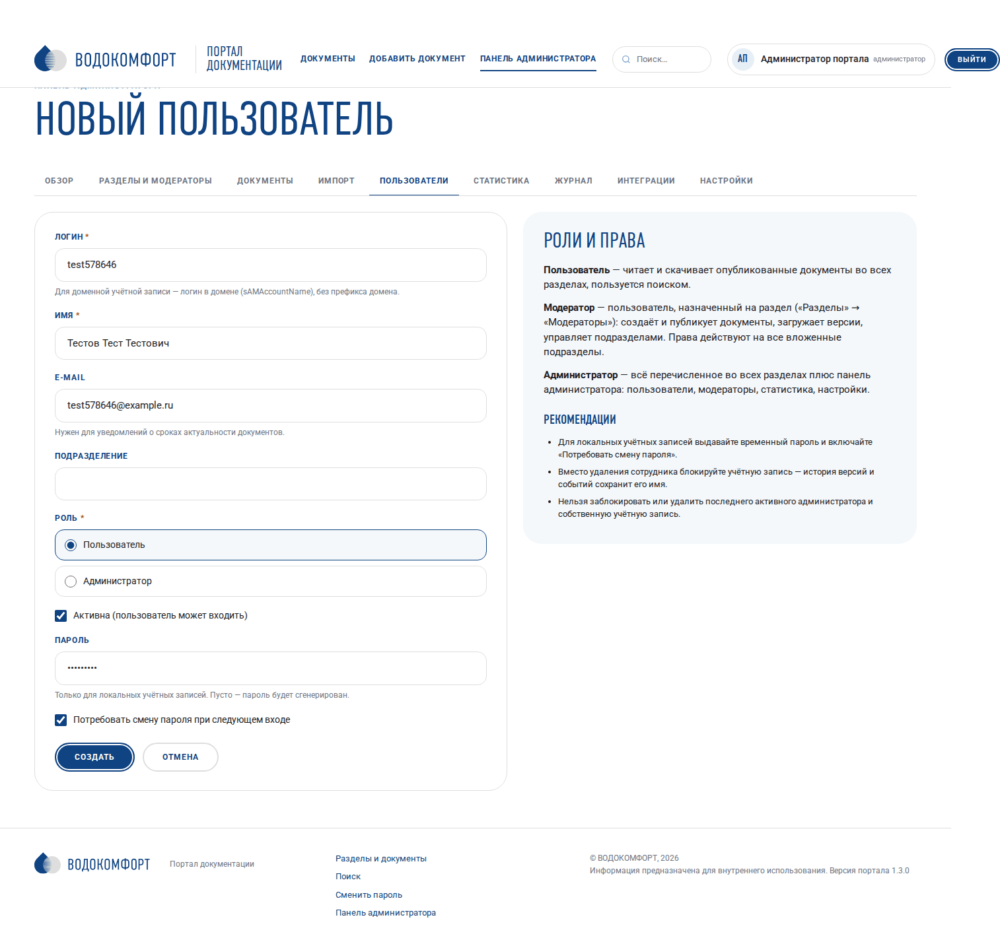 ВОДОКОМФОРТ
ПОРТАЛ
ДОКУМЕНТАЦИИ
ДОКУМЕНТЫ
ДОБАВИТЬ ДОКУМЕНТ
ПАНЕЛЬ АДМИНИСТРАТОРА
Поиск...
АП
Администратор портала администратор
ВЫЙТИ
НОВЫЙ ПОЛЬЗОВАТЕЛЬ
ОБЗОР
РАЗДЕЛЫ И МОДЕРАТОРЫ
ДОКУМЕНТЫ
ИМПОРТ
ПОЛЬЗОВАТЕЛИ
СТАТИСТИКА
ЖУРНАЛ
ИНТЕГРАЦИИ
НАСТРОЙКИ
ЛОГИН *
test578646
Для доменной учётной записи — логин в домене (sAMAccountName), без префикса домена.
ИМЯ *
Тестов Тест Тестович
E-MAIL
test578646@example.ru
Нужен для уведомлений о сроках актуальности документов.
ПОДРАЗДЕЛЕНИЕ
РОЛЬ *
Пользователь
Администратор
Активна (пользователь может входить)
ПАРОЛЬ
•••••••••
Только для локальных учётных записей. Пусто — пароль будет сгенерирован.
Потребовать смену пароля при следующем входе
СОЗДАТЬ
ОТМЕНА
РОЛИ И ПРАВА
Пользователь — читает и скачивает опубликованные документы во всех
разделах, пользуется поиском.
Модератор — пользователь, назначенный на раздел («Разделы» →
«Модераторы»): создаёт и публикует документы, загружает версии,
управляет подразделами. Права действуют на все вложенные
подразделы.
Администратор — всё перечисленное во всех разделах плюс панель
администратора: пользователи, модераторы, статистика, настройки.
РЕКОМЕНДАЦИИ
• Для локальных учётных записей выдавайте временный пароль и включайте
«Потребовать смену пароля».
• Вместо удаления сотрудника блокируйте учётную запись — история версий и
событий сохранит его имя.
• Нельзя заблокировать или удалить последнего активного администратора и
собственную учётную запись.
ВОДОКОМФОРТ
Портал документации
Разделы и документы
Поиск
Сменить пароль
Панель администратора
© ВОДОКОМФОРТ, 2026
Информация предназначена для внутреннего использования. Версия портала 1.3.0